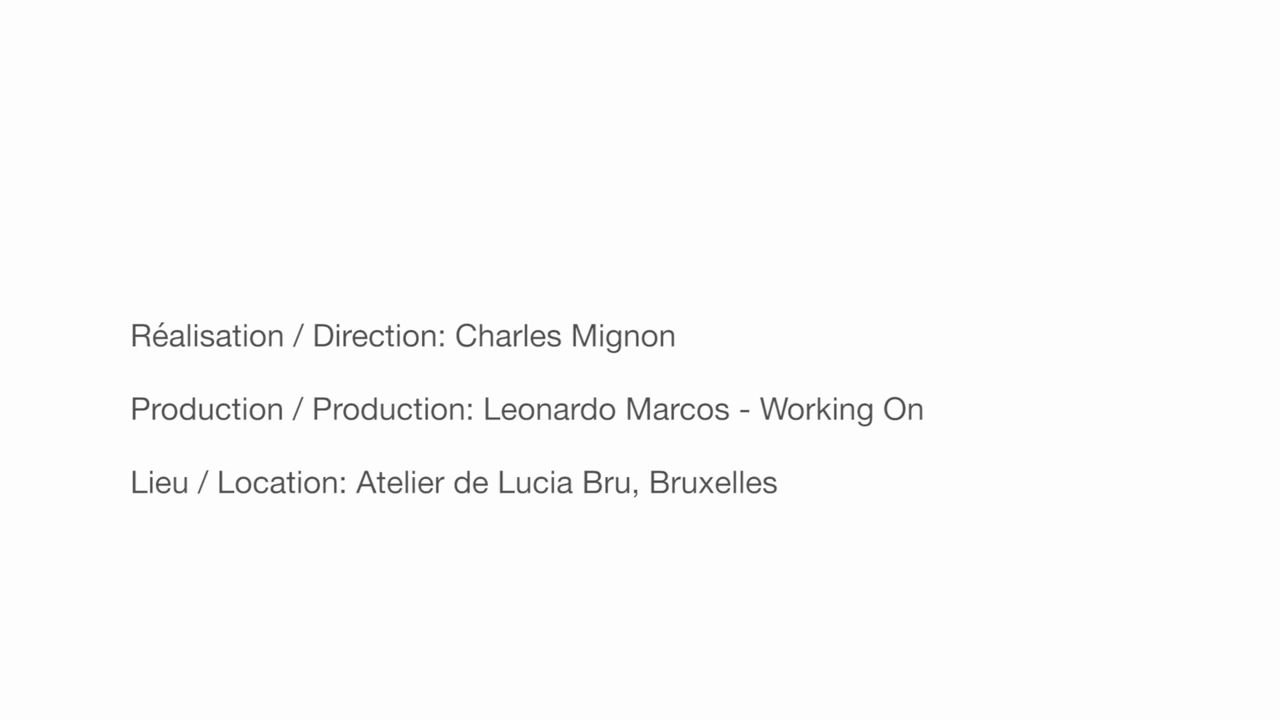 Réalisation / Direction: Charles Mignon
Production / Production: Leonardo Marcos - Working On
Lieu / Location: Atelier de Lucia Bru, Bruxelles